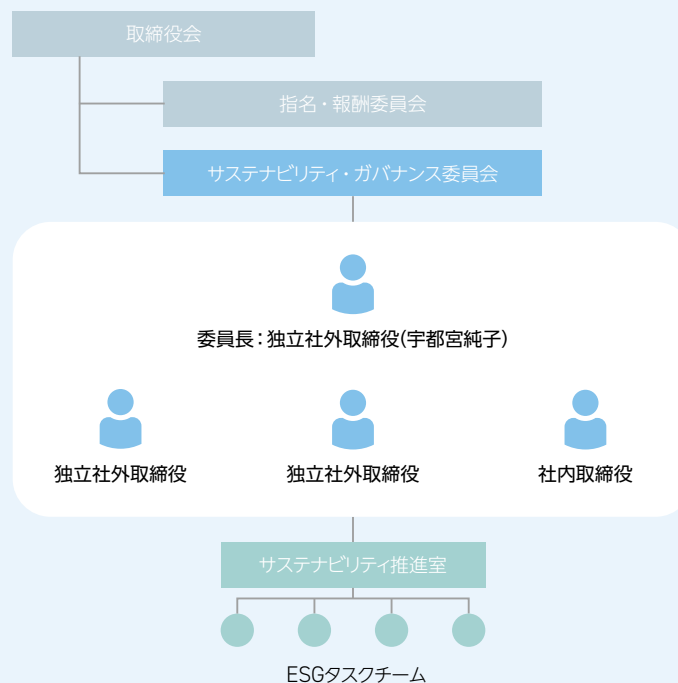 取締役会
指名・報酬委員会
サステナビリティ・ガバナンス委員会
委員長：独立社外取締役(宇都宮純子)
独立社外取締役
独立社外取締役
社内取締役
サステナビリティ推進室
ESGタスクチーム